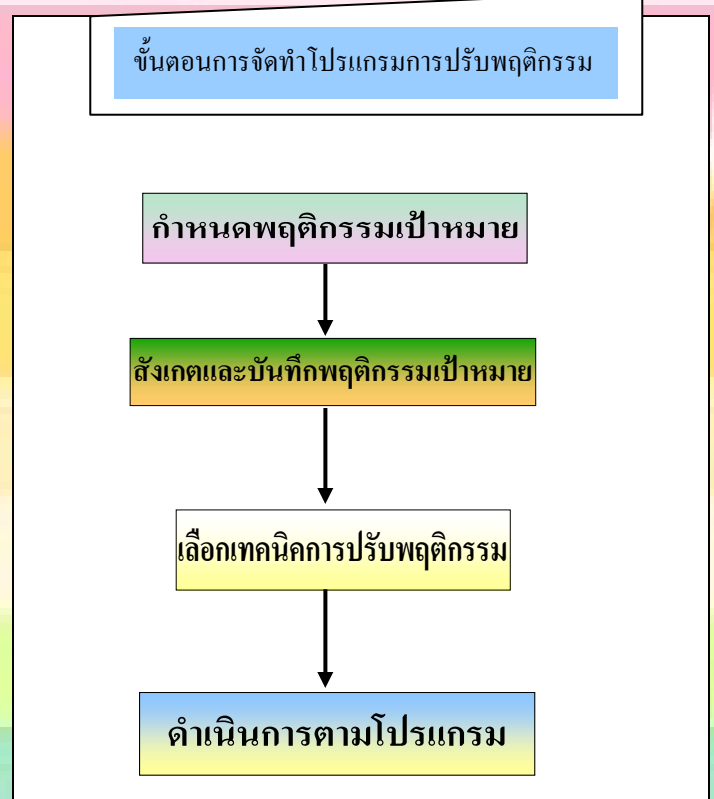 ขั้นตอนการจัดทำโปรแกรมการปรับพฤติกรรม
กำหนดพฤติกรรมเป้าหมาย
สังเกตและบันทึกพฤติกรรมเป้าหมาย
เลือกเทคนิคการปรับพฤติกรรม
ดำเนินการตามโปรแกรม